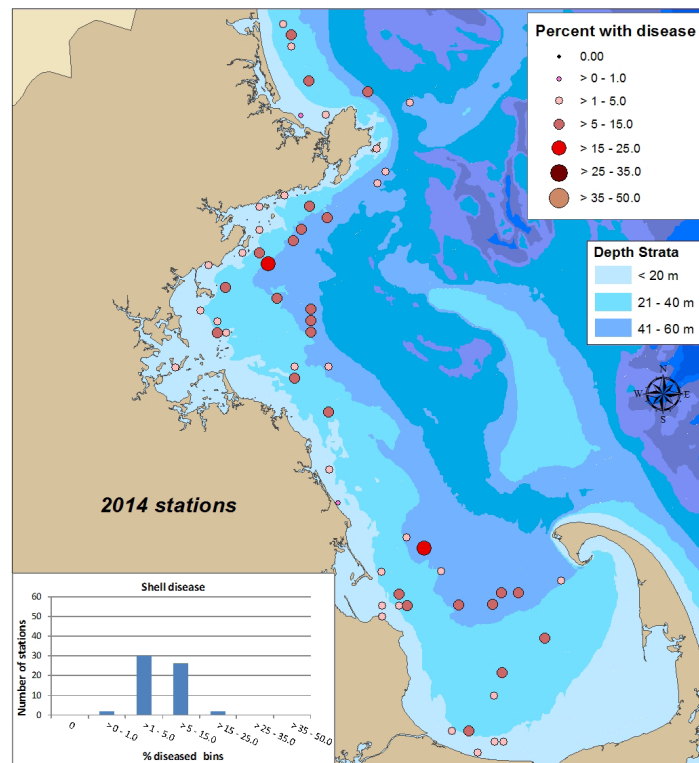 Percent with disease
0.00
> 0 - 1.0
> 1 - 5.0
> 5 - 15.0
> 15 - 25.0
> 25 - 35.0
> 35 - 50.0
Depth Strata
< 20 m
21 - 40 m
41 - 60 m
N
W E
S
2014 stations
Shell disease
Number of stations
60
50
40
30
20
10
0
0
> 0 - 1.0
> 1 - 5.0
> 5 - 15.0
> 15 - 25.0
> 25 - 35.0
> 35 - 50.0
% diseased bins